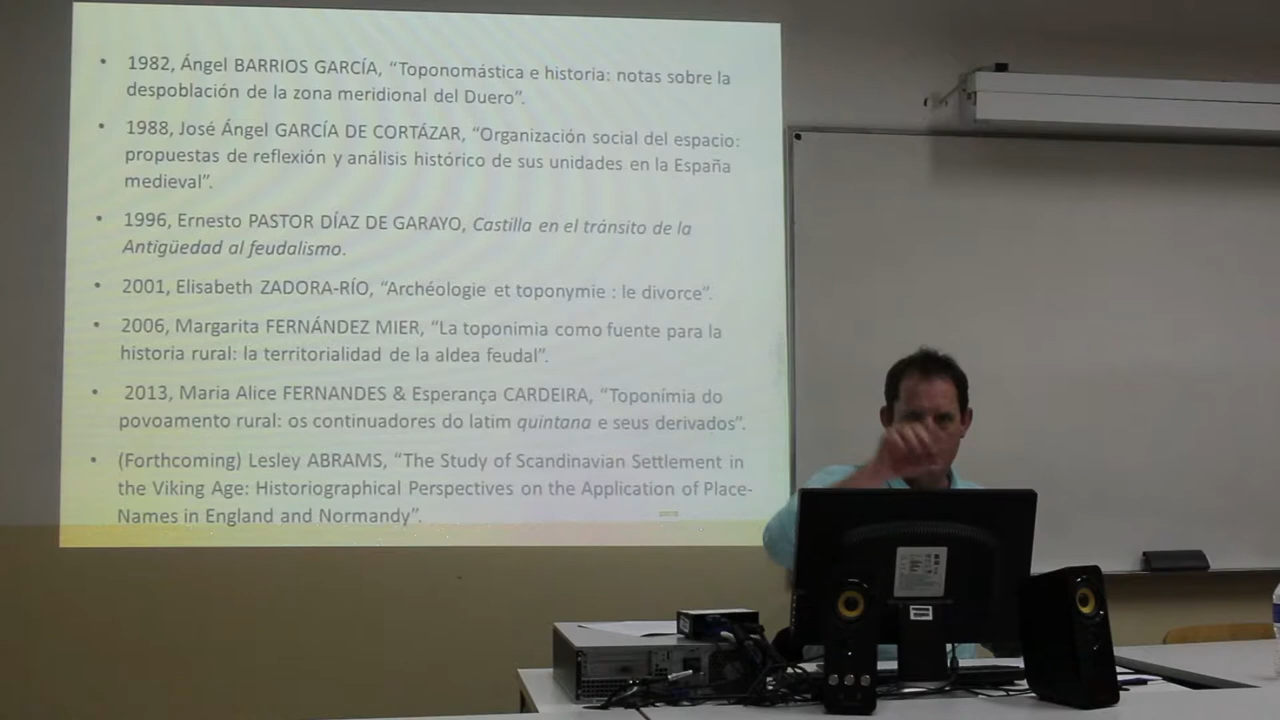 • 1982, Ángel BARRIOS GARCÍA, “Toponomástica e historia: notas sobre la
despoblación de la zona meridional del Duero”.
• 1988, José Ángel GARCÍA DE CORTÁZAR, “Organización social del espacio:
propuestas de reflexión y análisis histórico de sus unidades en la España
medieval”.
• 1996, Ernesto PASTOR DÍAZ DE GARAYO, Castilla en el tránsito de la
Antigüedad al feudalismo.
• 2001, Elisabeth ZADORA-RÍO, “Archéologie et toponymie : le divorce”.
• 2006, Margarita FERNÁNDEZ MIER, “La toponimia como fuente para la
historia rural: la territorialidad de la aldea feudal”.
• 2013, Maria Alice FERNANDES & Esperança CARDEIRA, “Toponímia do
povoamento rural: os continuadores do latim quintana e seus derivados”.
• (Forthcoming) Lesley ABRAMS, “The Study of Scandinavian Settlement in
the Viking Age: Historiographical Perspectives on the Application of Place-
Names in England and Normandy”.